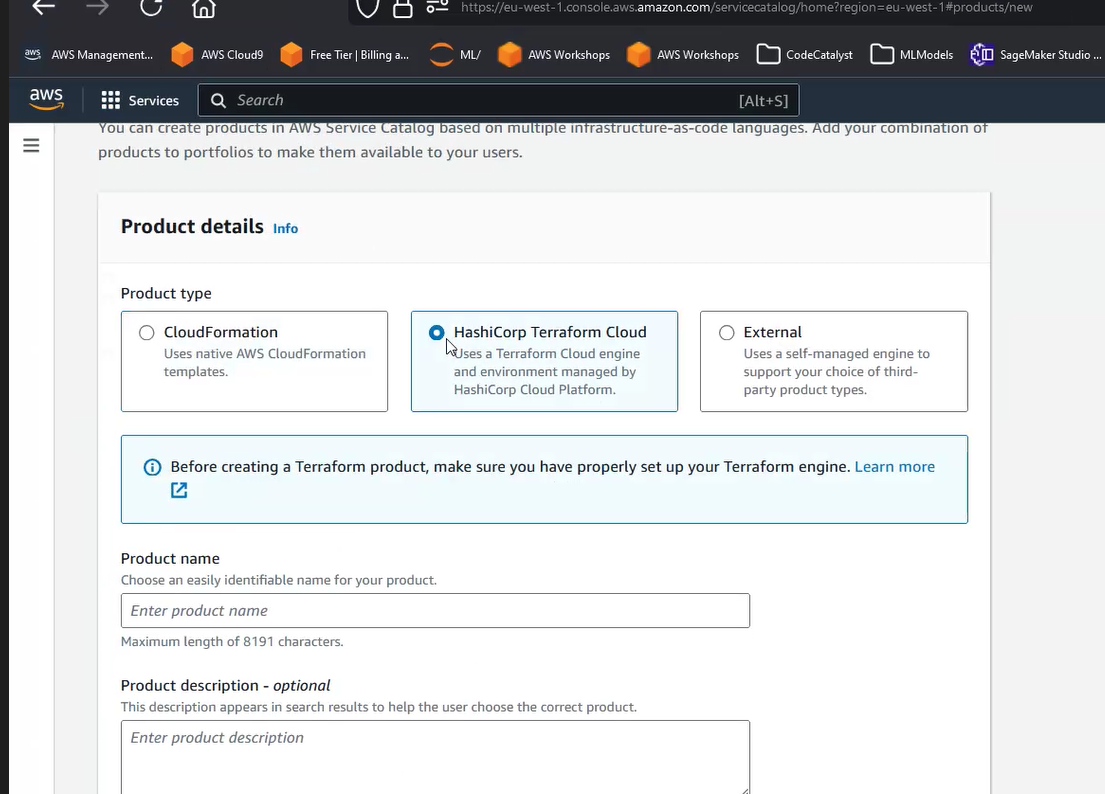 https://eu-west-1.console.aws.amazon.com/servicecatalog/home?region=eu-west-1#products/new
aws AWS Management... AWS Cloud9 Free Tier | Billing a... ML/ AWS Workshops AWS Workshops CodeCatalyst MLModels SageMaker Studio ...
aws Services Search [Alt+S]
You can create products in AWS Service Catalog based on multiple infrastructure-as-code languages. Add your combination of
products to portfolios to make them available to your users.
Product details Info
Product type
CloudFormation
Uses native AWS CloudFormation
templates.
HashiCorp Terraform Cloud
Uses a Terraform Cloud engine
and environment managed by
HashiCorp Cloud Platform.
External
Uses a self-managed engine to
support your choice of third-
party product types.
Before creating a Terraform product, make sure you have properly set up your Terraform engine. Learn more
Product name
Choose an easily identifiable name for your product.
Enter product name
Maximum length of 8191 characters.
Product description - optional
This description appears in search results to help the user choose the correct product.
Enter product description